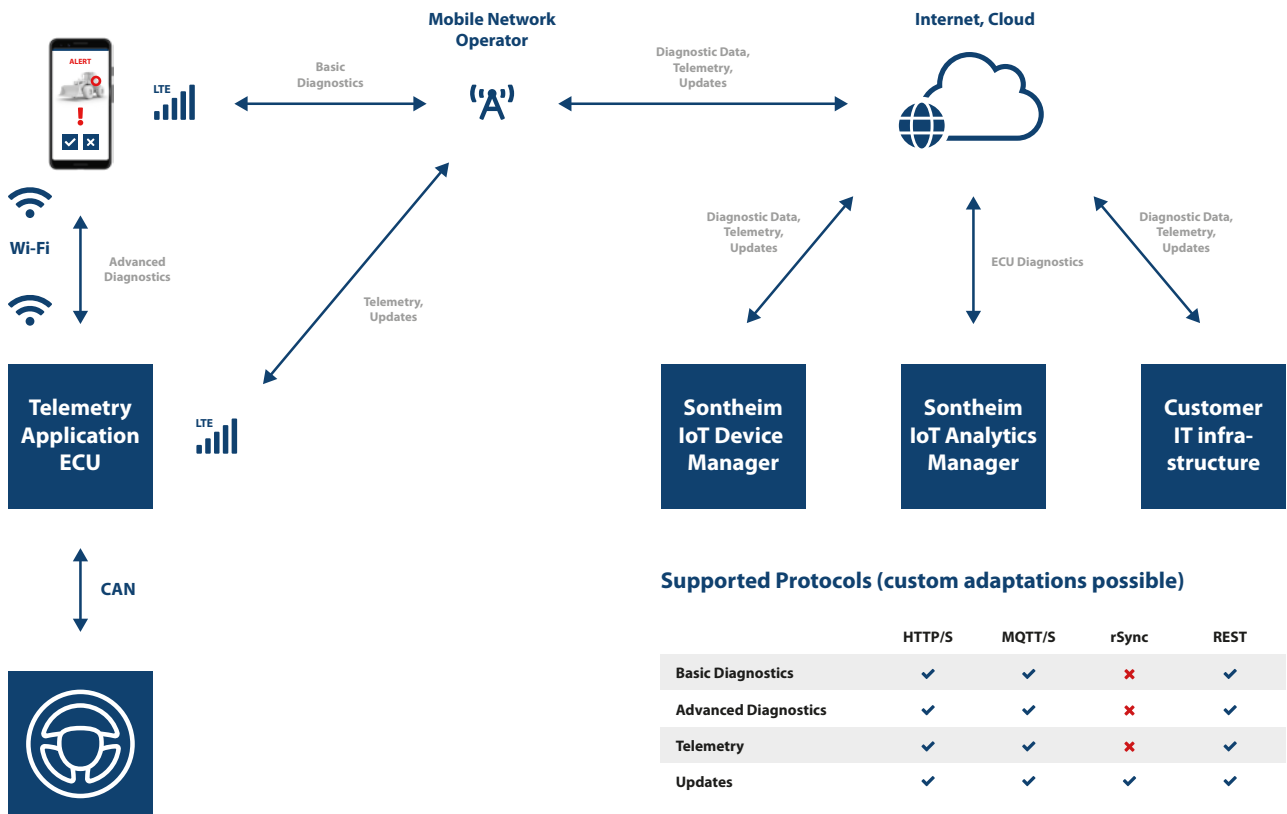 Mobile Network
Operator
Internet, Cloud
ALERT
LTE
Basic
Diagnostics
Diagnostic Data,
Telemetry,
Updates
Wi-Fi
Advanced
Diagnostics
Telemetry,
Updates
Diagnostic Data,
Telemetry,
Updates
ECU Diagnostics
Diagnostic Data,
Telemetry,
Updates
Telemetry
Application
ECU
LTE
Sontheim
IoT Device
Manager
Sontheim
IoT Analytics
Manager
Customer
IT infra-
structure
CAN
Supported Protocols (custom adaptations possible)
HTTP/S MQTT/S rSync REST
Basic Diagnostics
Advanced Diagnostics
Telemetry
Updates